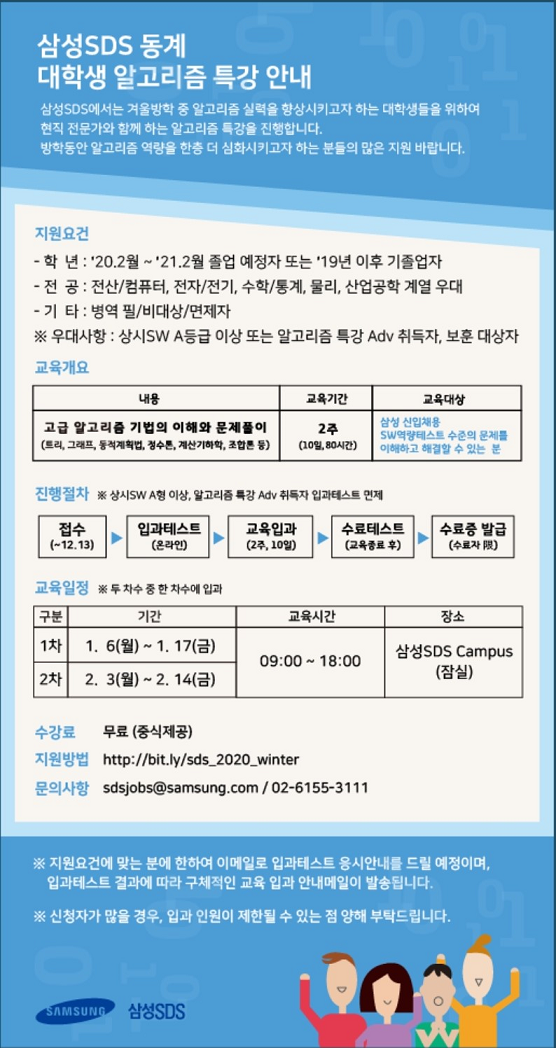 삼성SDS 동계
대학생 알고리즘 특강 안내
삼성SDS에서는 겨울방학 중 알고리즘 실력을 향상시키고자 하는 대학생들을 위하여
현직 전문가와 함께 하는 알고리즘 특강을 진행합니다.
방학동안 알고리즘 역량을 한층 더 심화시키고자 하는 분들의 많은 지원 바랍니다.
지원요건
- 학 년 : '20.2월 ~ '21.2월 졸업 예정자 또는 '19년 이후 기졸업자
- 전 공 : 전산/컴퓨터, 전자/전기, 수학/통계, 물리, 산업공학 계열 우대
- 기 타 : 병역 필/비대상/면제자
※ 우대사항 : 상시SW A등급 이상 또는 알고리즘 특강 Adv 취득자, 보훈 대상자
교육개요
내용 교육기간 교육대상
고급 알고리즘 기법의 이해와 문제풀이
(트리, 그래프, 동적계획법, 정수론, 계산기하학, 조합론 등)
2주
(10일, 80시간)
삼성 신입채용
SW역량테스트 수준의 문제를
이해하고 해결할 수 있는 분
진행절차 ※ 상시SW A형 이상, 알고리즘 특강 Adv 취득자 입과테스트 면제
접수 ▶ 입과테스트 ▶ 교육입과 ▶ 수료테스트 ▶ 수료증 발급
(~12.13) (온라인) (2주, 10일) (교육종료 후) (수료자 限)
교육일정 ※ 두 차수 중 한 차수에 입과
구분 기간 교육시간 장소
1차 1. 6(월) ~ 1. 17(금)
2차 2. 3(월) ~ 2. 14(금)
09:00 ~ 18:00
삼성SDS Campus
(잠실)
수강료 무료 (중식제공)
지원방법 http://bit.ly/sds_2020_winter
문의사항 sdsjobs@samsung.com / 02-6155-3111
※ 지원요건에 맞는 분에 한하여 이메일로 입과테스트 응시안내를 드릴 예정이며,
입과테스트 결과에 따라 구체적인 교육 입과 안내메일이 발송됩니다.
※ 신청자가 많을 경우, 입과 인원이 제한될 수 있는 점 양해 부탁드립니다.
SAMSUNG 삼성SDS